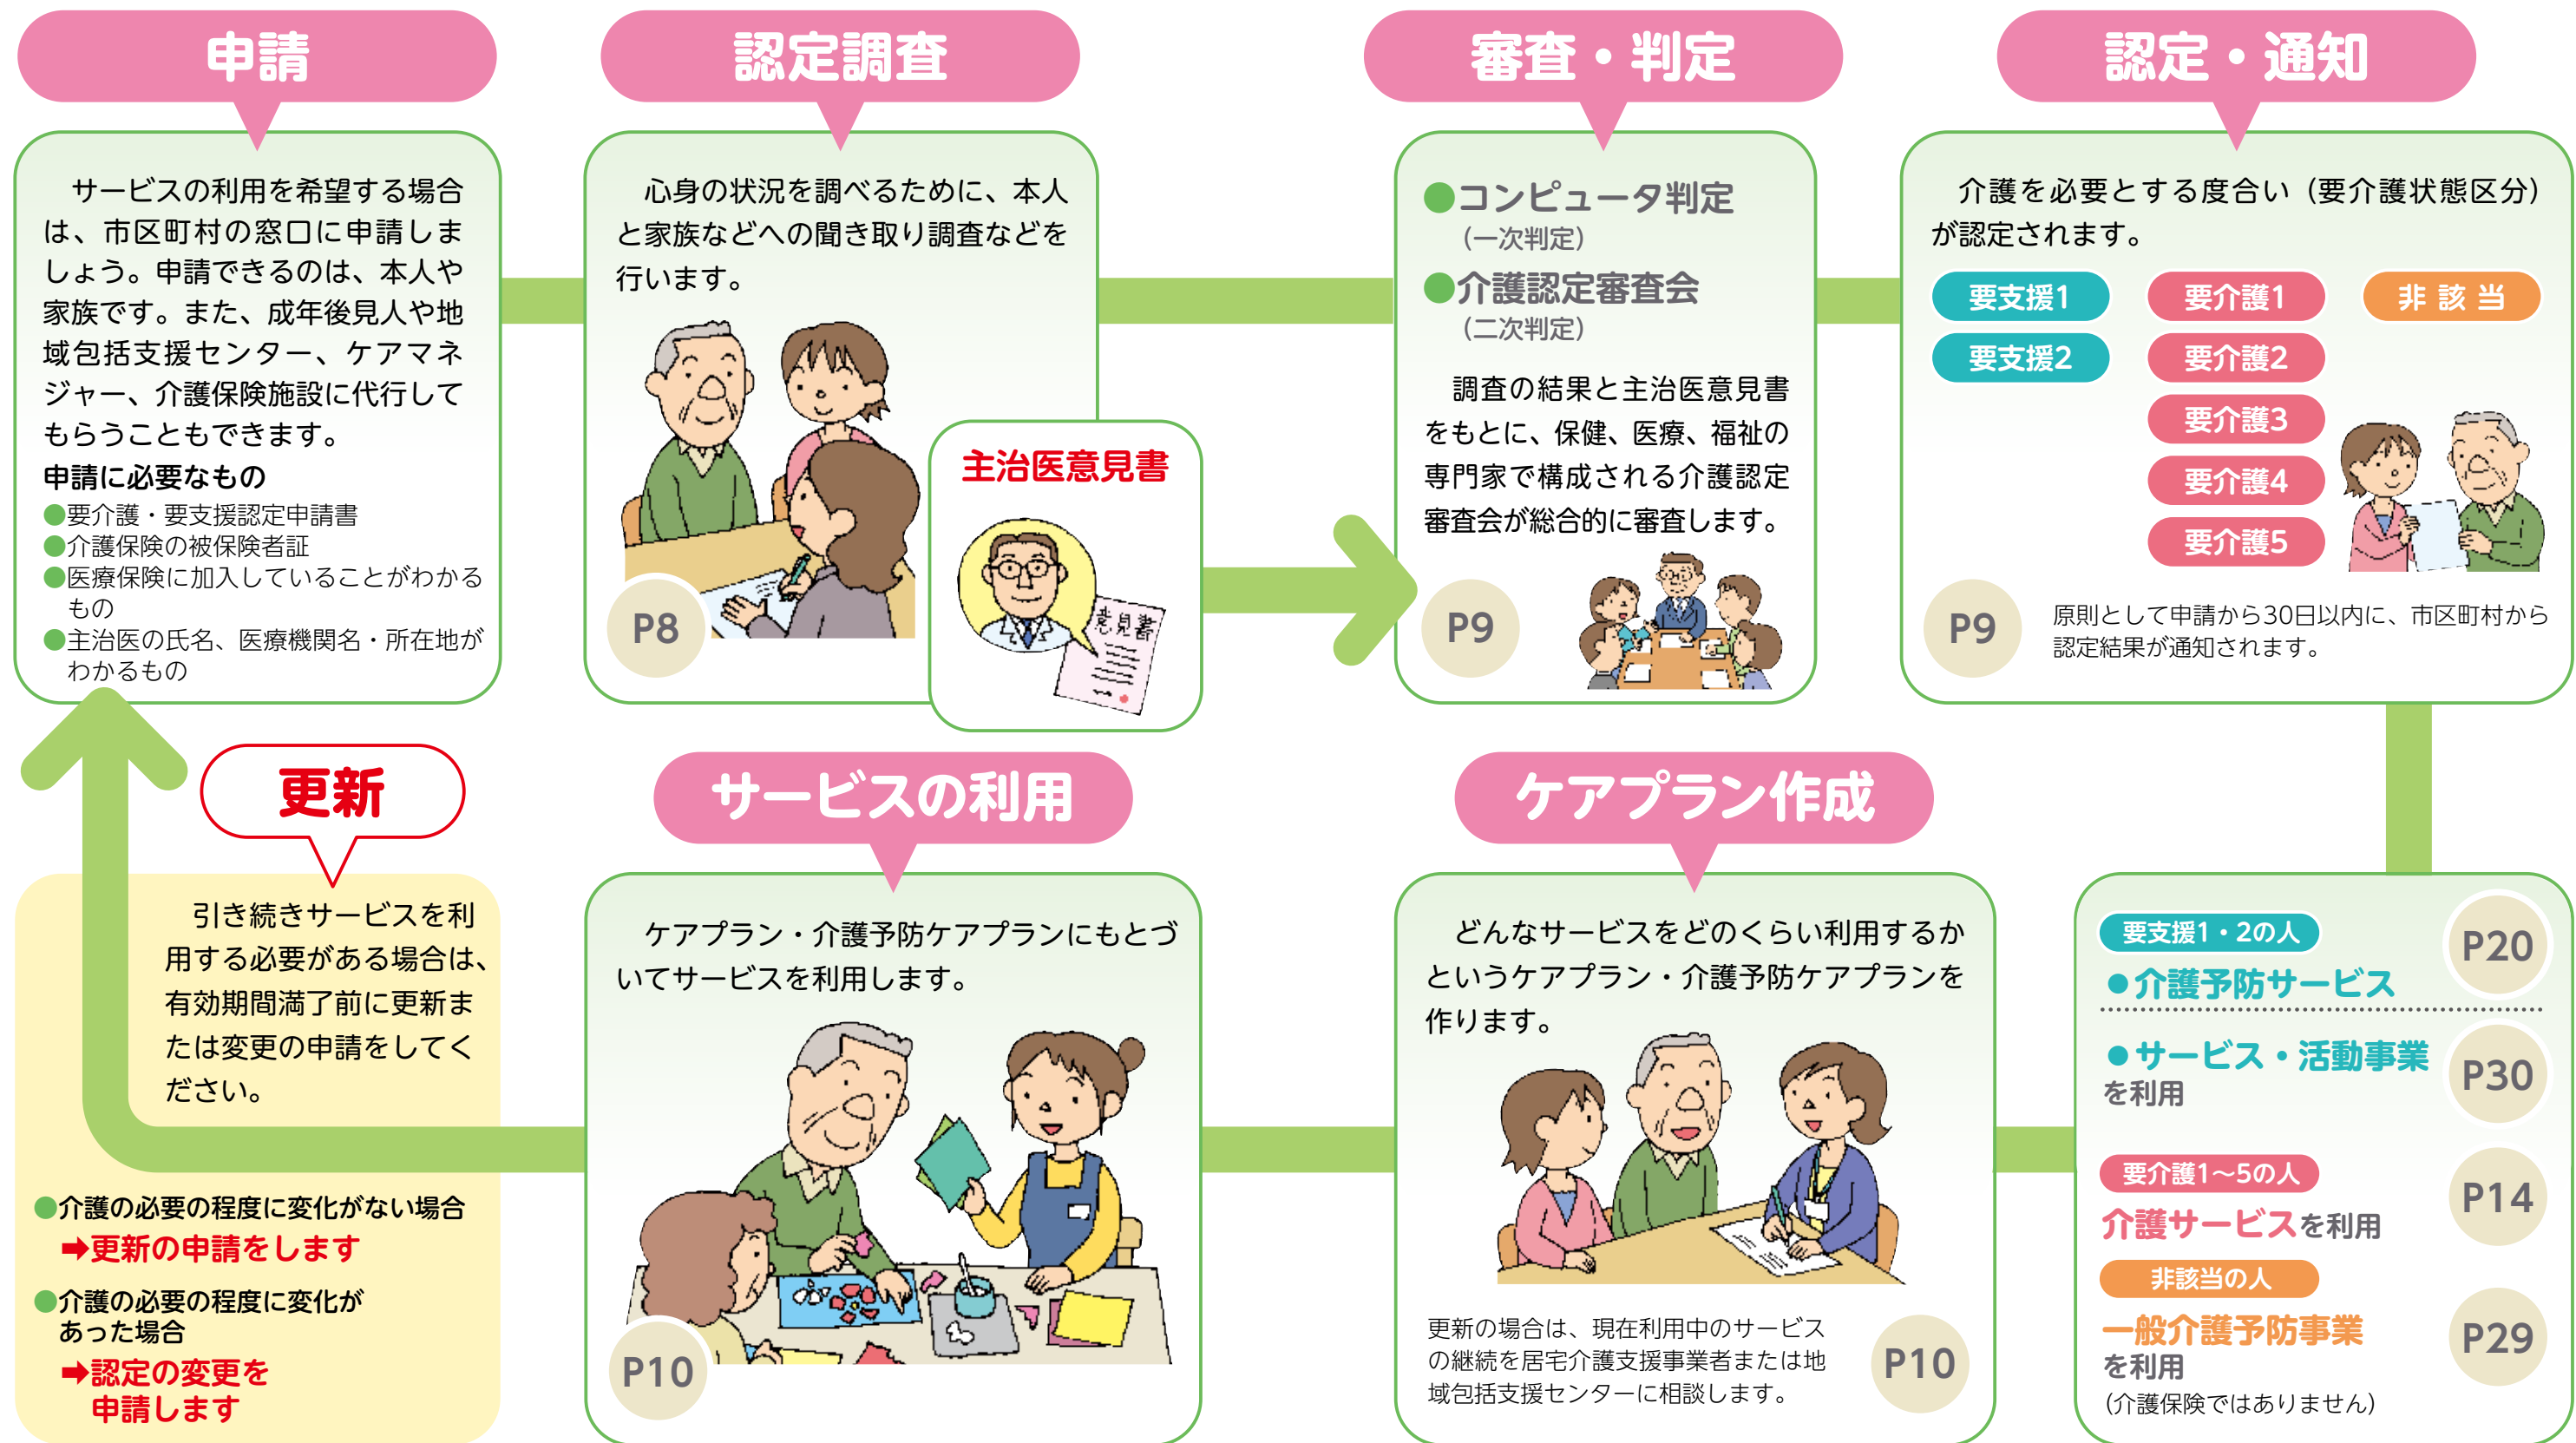 申請
サービスの利用を希望する場合
は、市区町村の窓口に申請しま
しょう。申請できるのは、本人や
家族です。また、成年後見人や地
域包括支援センター、ケアマネ
ジャー、介護保険施設に代行して
もらうこともできます。
申請に必要なもの
●要介護・要支援認定申請書
●介護保険の被保険者証
●医療保険に加入していることがわかる
もの
●主治医の氏名、医療機関名・所在地が
わかるもの
認定調査
心身の状況を調べるために、本人
と家族などへの聞き取り調査などを
行います。
P8
主治医意見書
意見書
審査・判定
●コンピュータ判定
(一次判定)
●介護認定審査会
(二次判定)
調査の結果と主治医意見書
をもとに、保健、医療、福祉の
専門家で構成される介護認定
審査会が総合的に審査します。
P9
認定・通知
介護を必要とする度合い(要介護状態区分)
が認定されます。
要支援1
要支援2
要介護1
要介護2
要介護3
要介護4
要介護5
非該当
P9
原則として申請から30日以内に、市区町村から
認定結果が通知されます。
要支援1・2の人
●介護予防サービス
P20
●サービス・活動事業
を利用
P30
要介護1～5の人
介護サービスを利用
P14
非該当の人
一般介護予防事業
を利用
(介護保険ではありません)
P29
ケアプラン作成
どんなサービスをどのくらい利用するか
というケアプラン・介護予防ケアプランを
作ります。
更新の場合は、現在利用中のサービス
の継続を居宅介護支援事業者または地
域包括支援センターに相談します。
P10
サービスの利用
ケアプラン・介護予防ケアプランにもとづ
いてサービスを利用します。
P10
更新
引き続きサービスを利
用する必要がある場合は、
有効期間満了前に更新ま
たは変更の申請をしてく
ださい。
●介護の必要の程度に変化がない場合
➡更新の申請をします
●介護の必要の程度に変化が
あった場合
➡認定の変更を
申請します